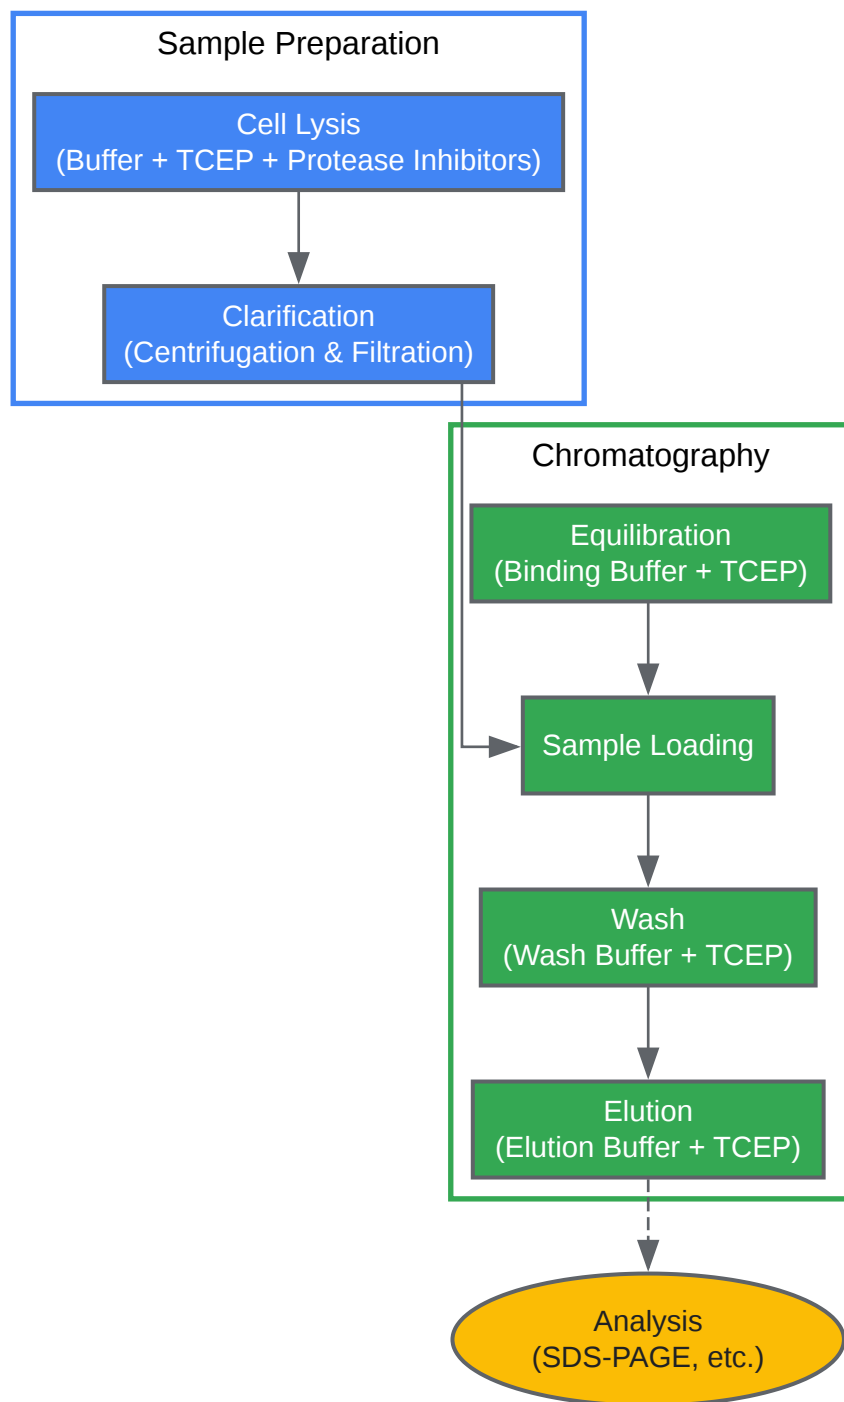 Sample Preparation
Cell Lysis
(Buffer + TCEP + Protease Inhibitors)
Clarification
(Centrifugation & Filtration)
Chromatography
Equilibration
(Binding Buffer + TCEP)
Sample Loading
Wash
(Wash Buffer + TCEP)
Elution
(Elution Buffer + TCEP)
Analysis
(SDS-PAGE, etc.)